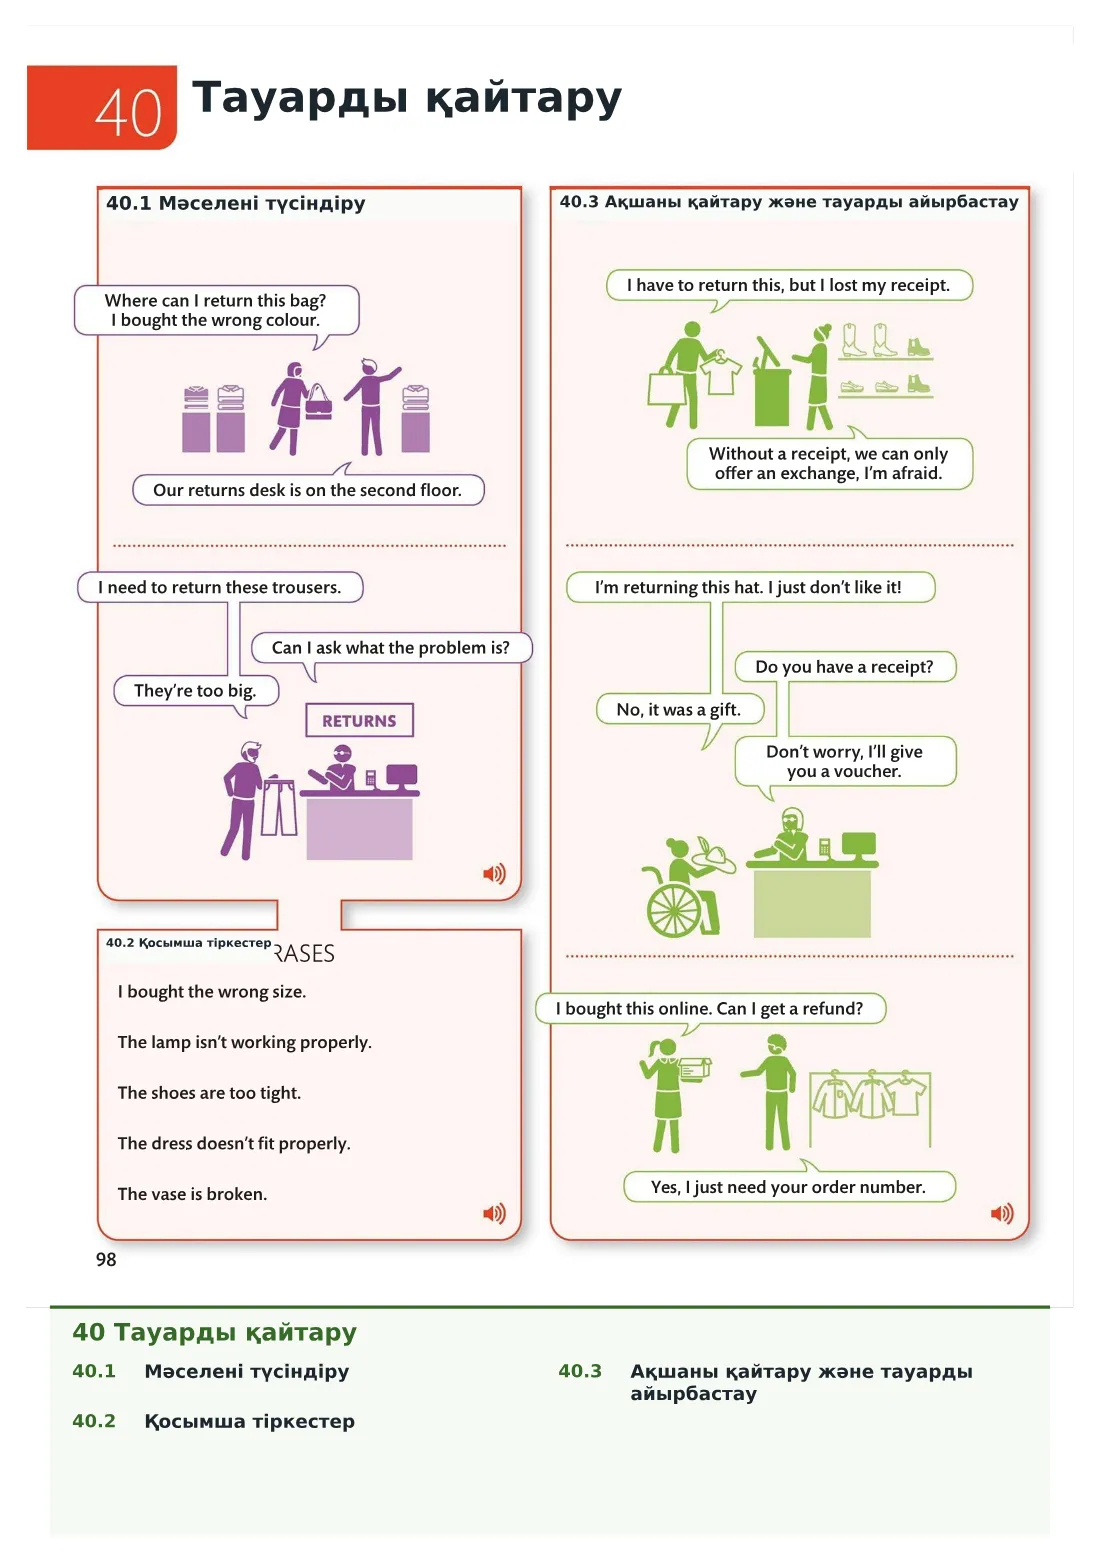 40
Тауарды қайтару
40.1 Мәселені түсіндіру
Where can I return this bag?
I bought the wrong colour.
Our returns desk is on the second floor.
I need to return these trousers.
Can I ask what the problem is?
They’re too big.
RETURNS
40.2 Қосымша тіркестер
RASES
I bought the wrong size.
The lamp isn’t working properly.
The shoes are too tight.
The dress doesn’t fit properly.
The vase is broken.
40.3 Ақшаны қайтару және тауарды айырбастау
I have to return this, but I lost my receipt.
Without a receipt, we can only
offer an exchange, I’m afraid.
I’m returning this hat. I just don’t like it!
Do you have a receipt?
No, it was a gift.
Don’t worry, I’ll give
you a voucher.
I bought this online. Can I get a refund?
Yes, I just need your order number.
98
40 Тауарды қайтару
40.1 Мәселені түсіндіру
40.2 Қосымша тіркестер
40.3 Ақшаны қайтару және тауарды
айырбастау